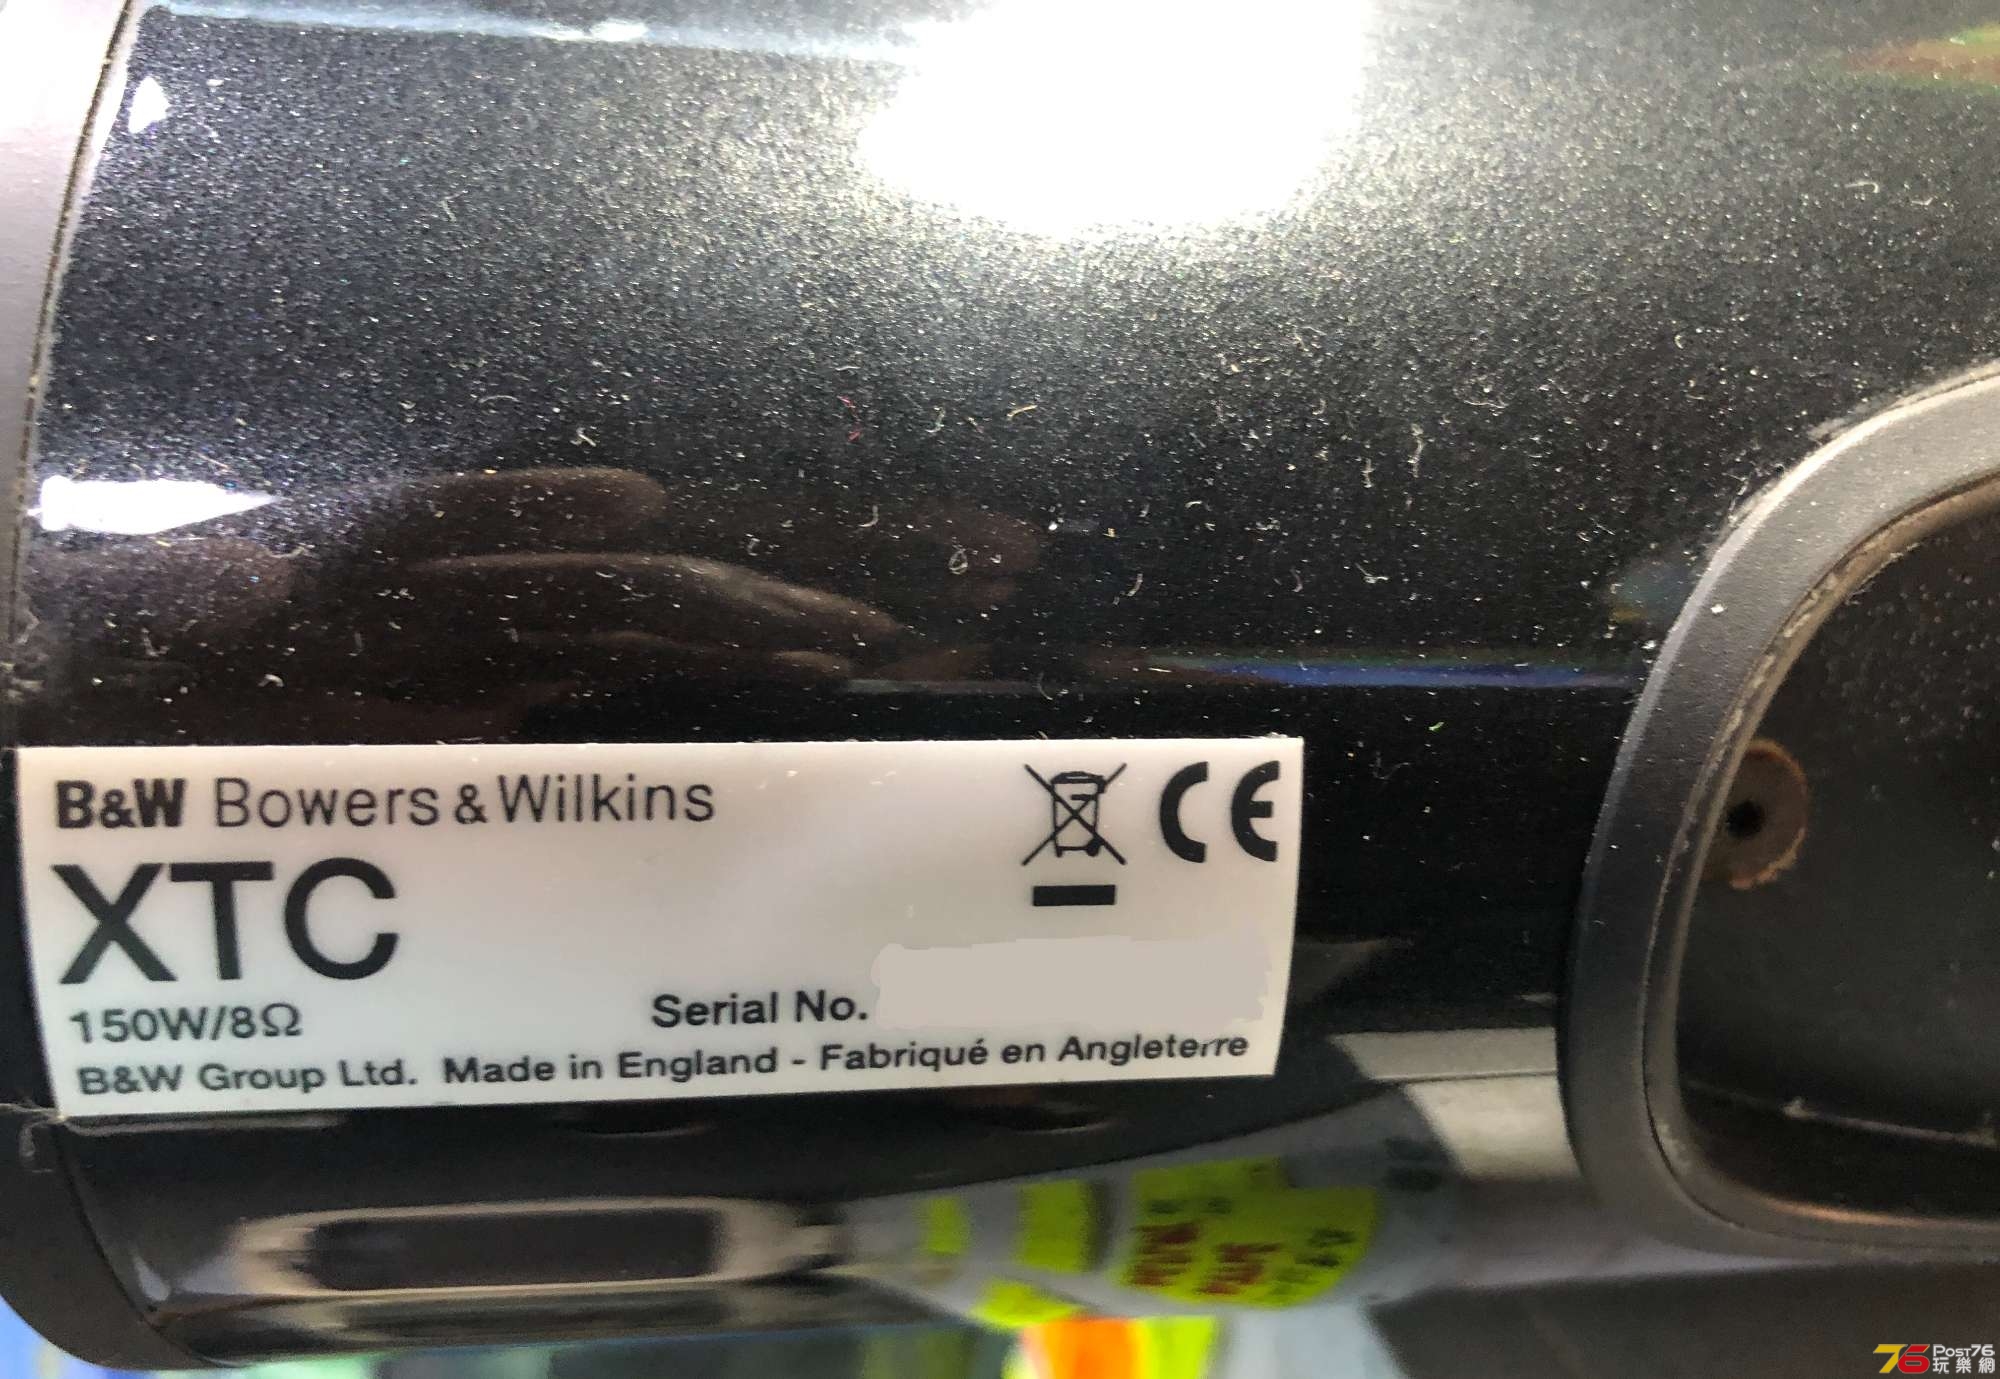 B&W Bowers & Wilkins
CE
XTC
150W/8Ω
Serial No.
B&W Group Ltd. Made in England - Fabriqué en Angleterre
76 POST76
玩樂網